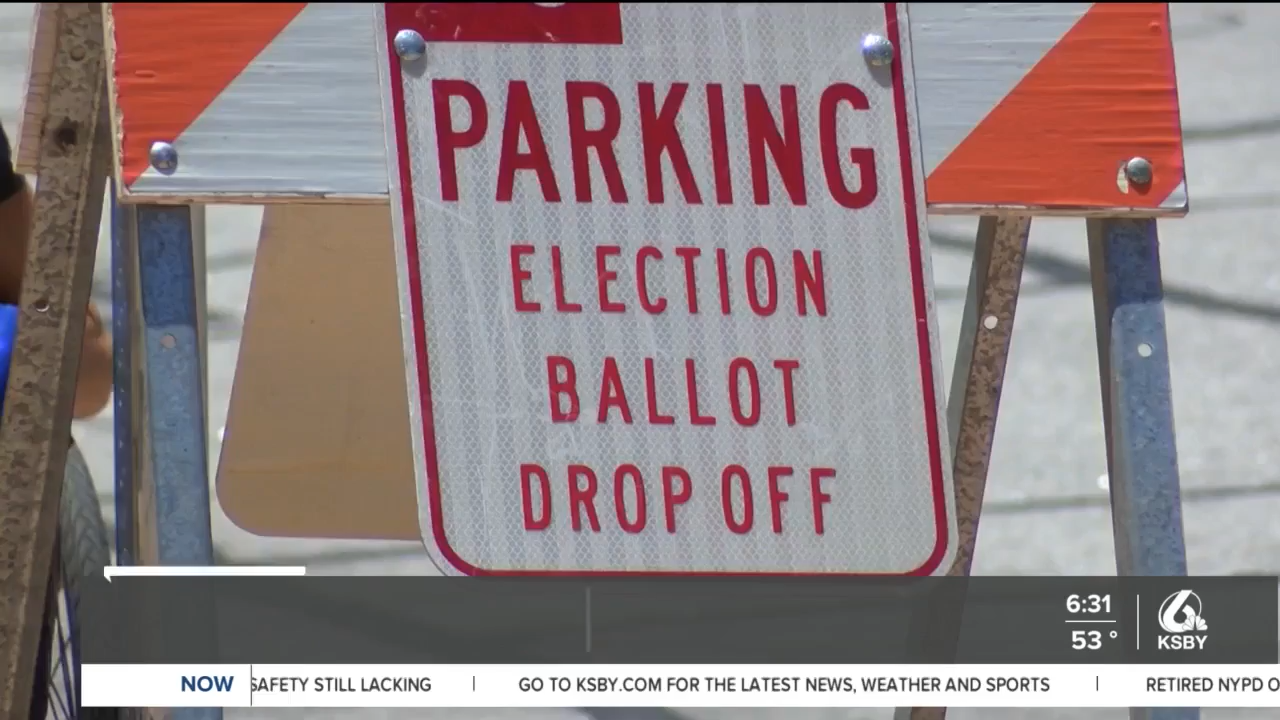 PARKING
ELECTION
BALLOT
DROP OFF
6:31
53 °
6
KSBY
NOW
SAFETY STILL LACKING | GO TO KSBY.COM FOR THE LATEST NEWS, WEATHER AND SPORTS | RETIRED NYPD